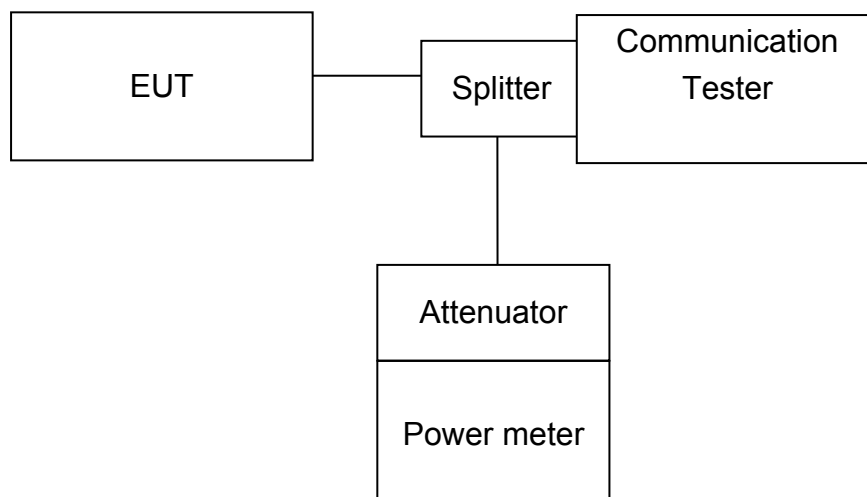 EUT
Splitter
Communication
Tester
Attenuator
Power meter